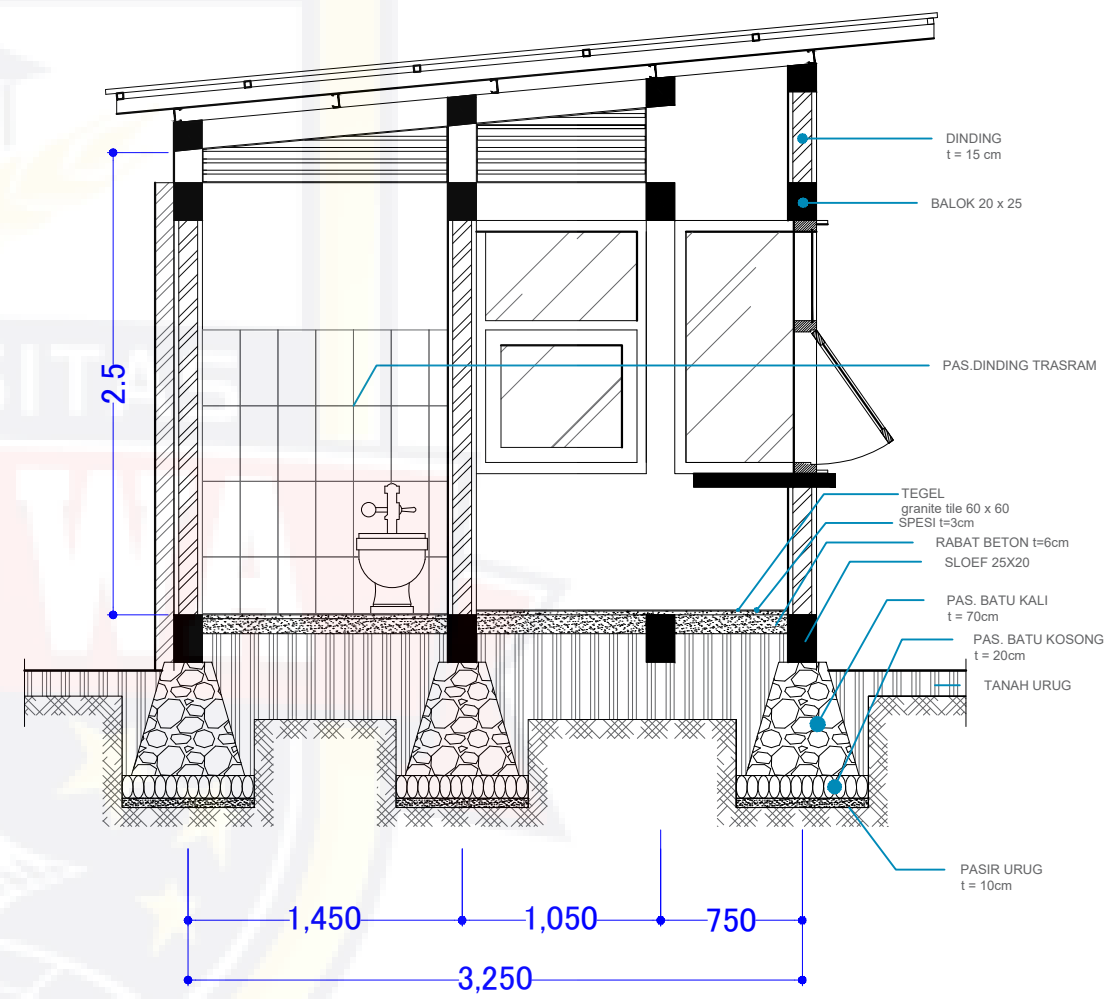 DINDING
t = 15 cm
BALOK 20 x 25
2.5
PAS.DINDING TRASRAM
SITAS
WA
TEGEL
granite tile 60 x 60
SPESI t=3cm
RABAT BETON t=6cm
SLOEF 25X20
PAS. BATU KALI
t = 70cm
PAS. BATU KOSONG
t = 20cm
TANAH URUG
PASIR URUG
t = 10cm
1,450
1,050
750
3,250